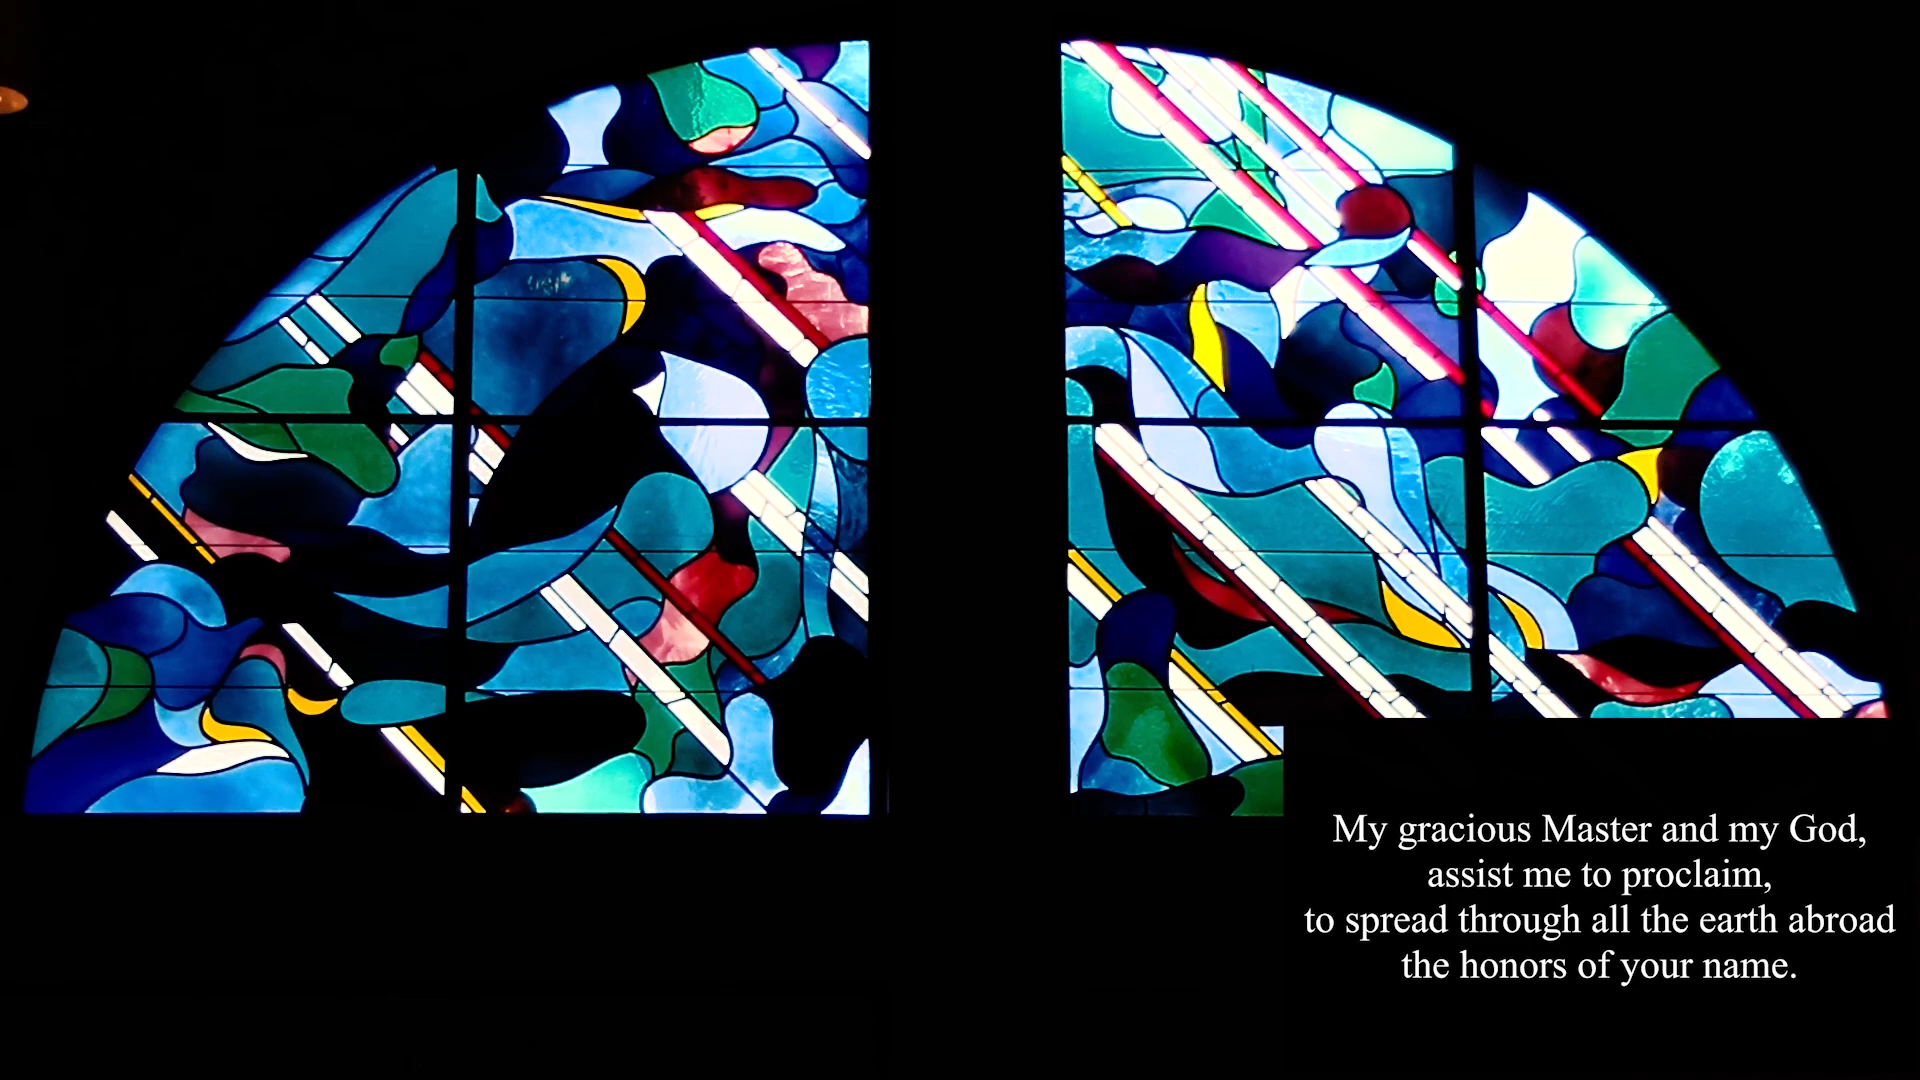 My gracious Master and my God,
assist me to proclaim,
to spread through all the earth abroad
the honors of your name.